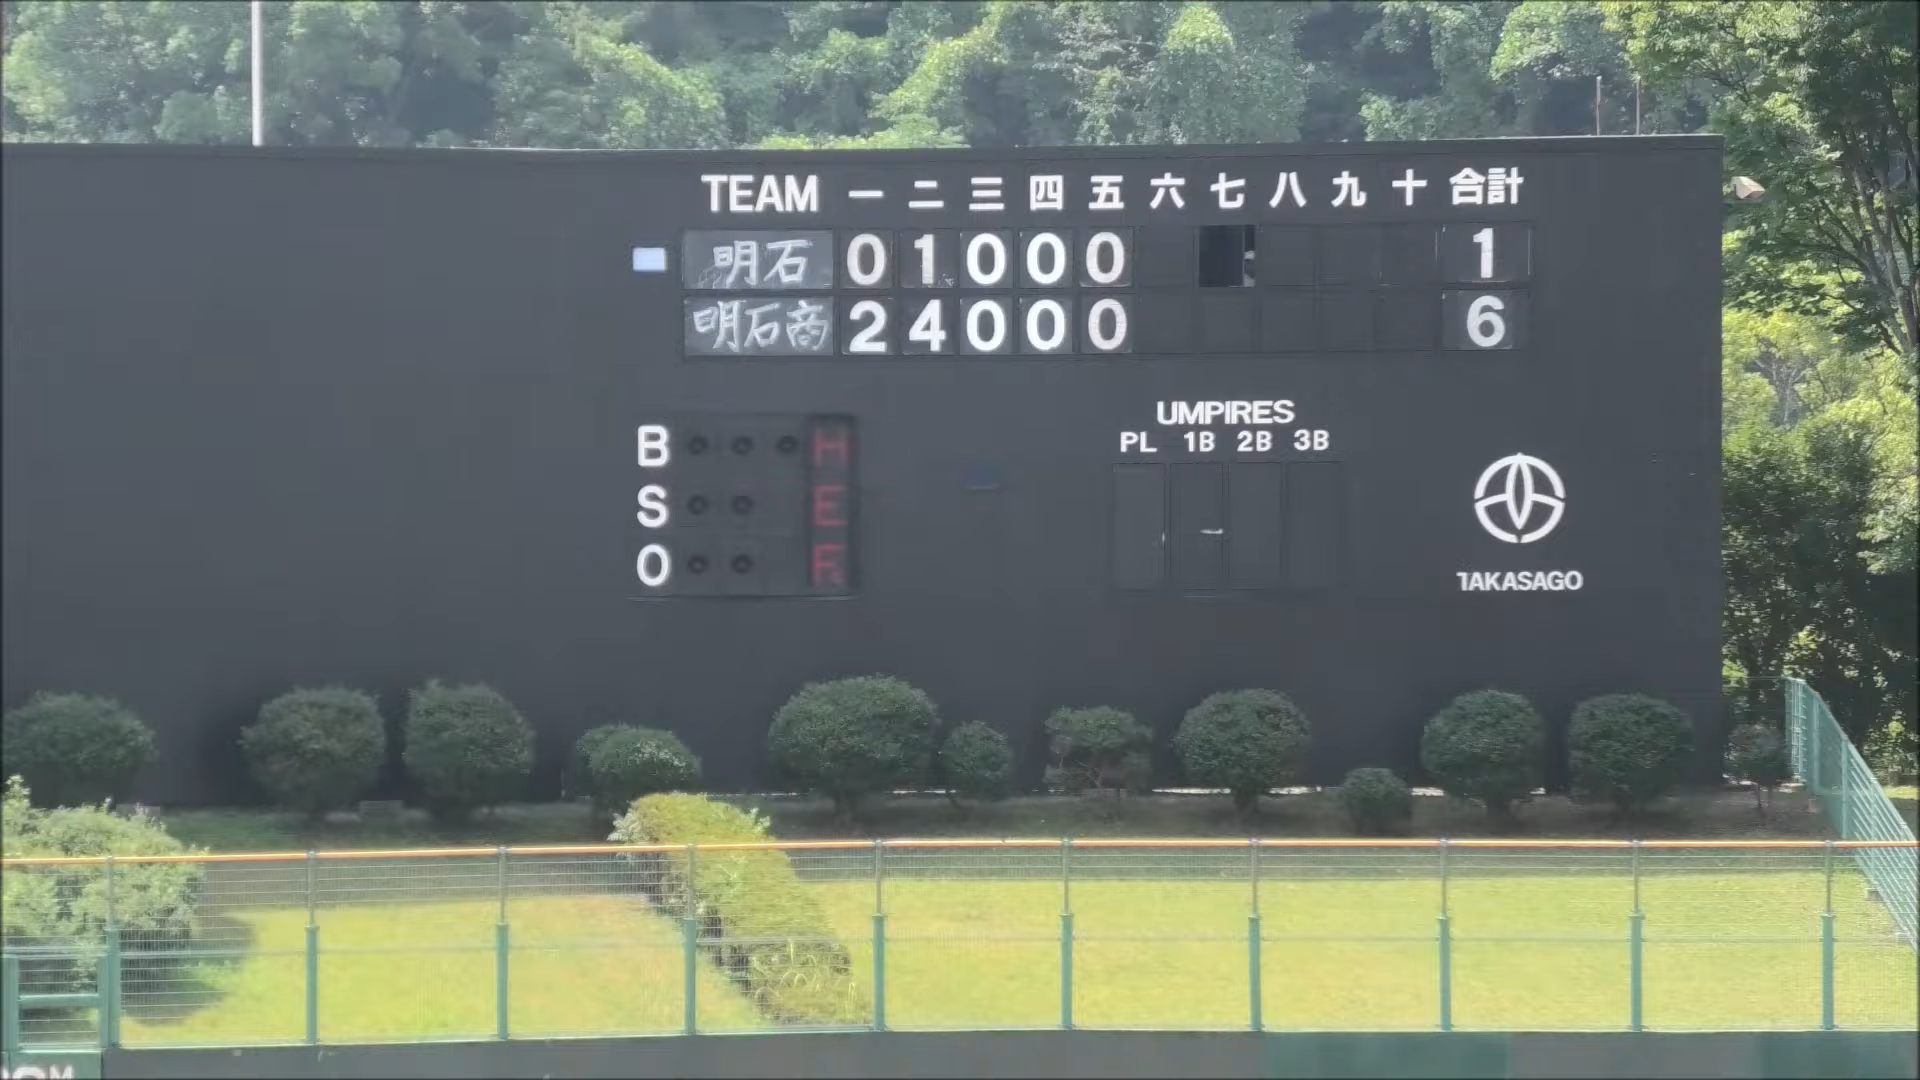 TEAM 一 二 三 四 五 六 七 八 九 十 合計
明石 0 1 0 0 0 1
明石商 2 4 0 0 0 6
UMPIRES
PL 1B 2B 3B
B H
S E
O F
TAKASAGO